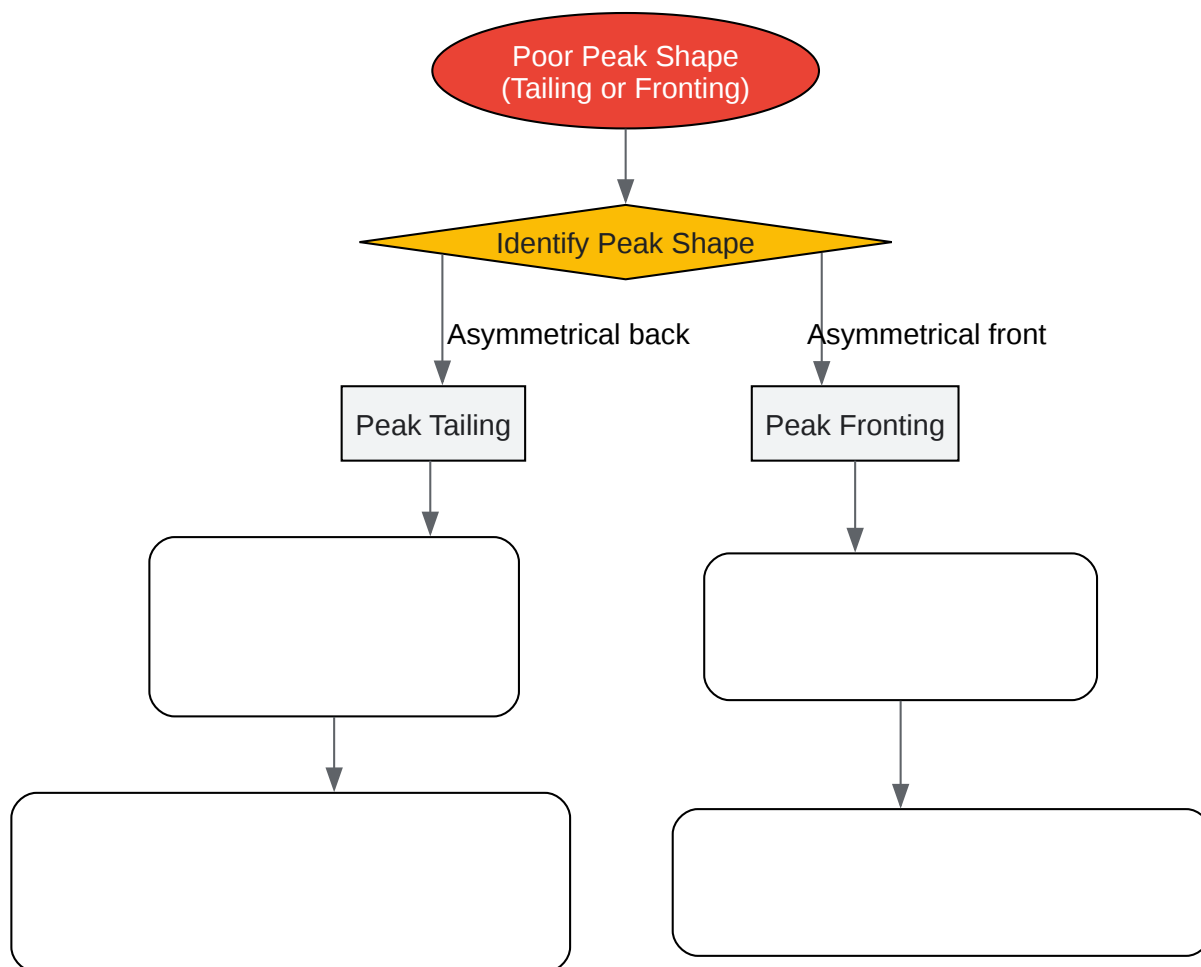 Poor Peak Shape
(Tailing or Fronting)
Identify Peak Shape
Asymmetrical back
Asymmetrical front
Peak Tailing
Peak Fronting